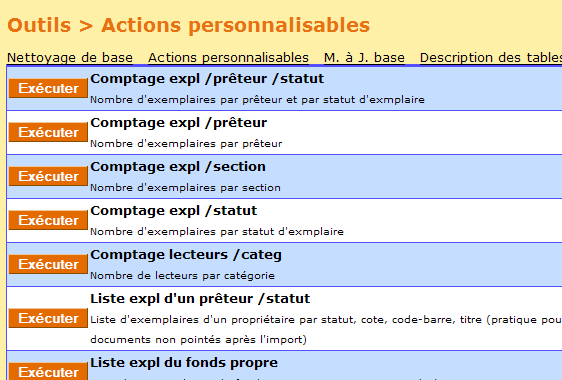 Outils > Actions personnalisables
Nettoyage de base Actions personnalisables M. à J. base Description des tables
Exécuter Comptage expl /prêteur /statut
Nombre d'exemplaires par prêteur et par statut d'exmplaire
Exécuter Comptage expl /prêteur
Nombre d'exemplaires par prêteur
Exécuter Comptage expl /section
Nombre d'exemplaires par section
Exécuter Comptage expl /statut
Nombre d'exemplaires par statut d'exemplaire
Exécuter Comptage lecteurs /categ
Nombre de lecteurs par catégorie
Liste expl d'un prêteur /statut
Exécuter Liste d'exemplaires d'un propriétaire par statut, cote, code-barre, titre (pratique pou
documents non pointés après l'import)
Exécuter Liste expl du fonds propre